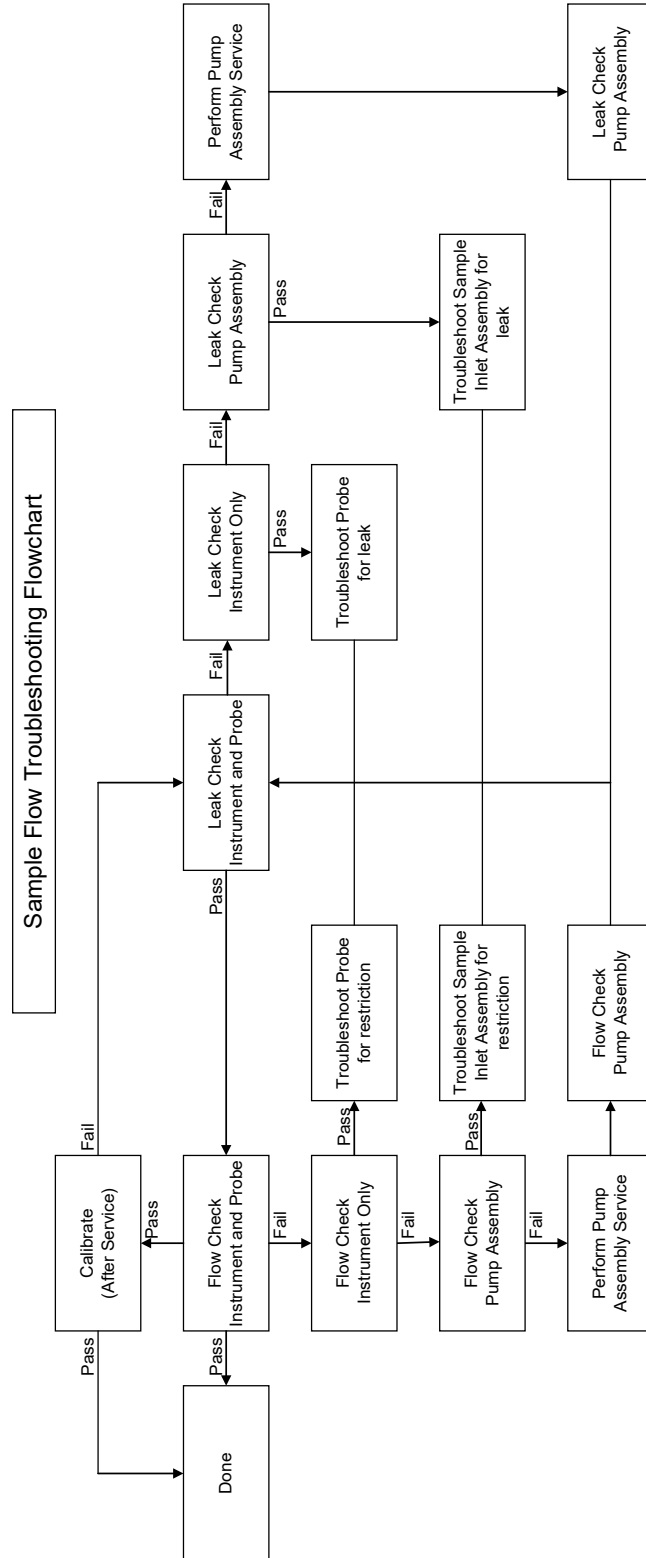 Sample Flow Troubleshooting Flowchart
Pass
Calibrate
(After Service)
Fail
Pass
Done
Pass
Flow Check
Instrument and Probe
Pass
Leak Check
Instrument and Probe
Fail
Leak Check
Instrument Only
Fail
Leak Check
Pump Assembly
Fail
Perform Pump
Assembly Service
Fail
Pass
Pass
Flow Check
Instrument Only
Pass
Troubleshoot Probe
for restriction
Troubleshoot Probe
for leak
Fail
Flow Check
Pump Assembly
Pass
Troubleshoot Sample
Inlet Assembly for
restriction
Troubleshoot Sample
Inlet Assembly for
leak
Fail
Perform Pump
Assembly Service
Flow Check
Pump Assembly
Leak Check
Pump Assembly